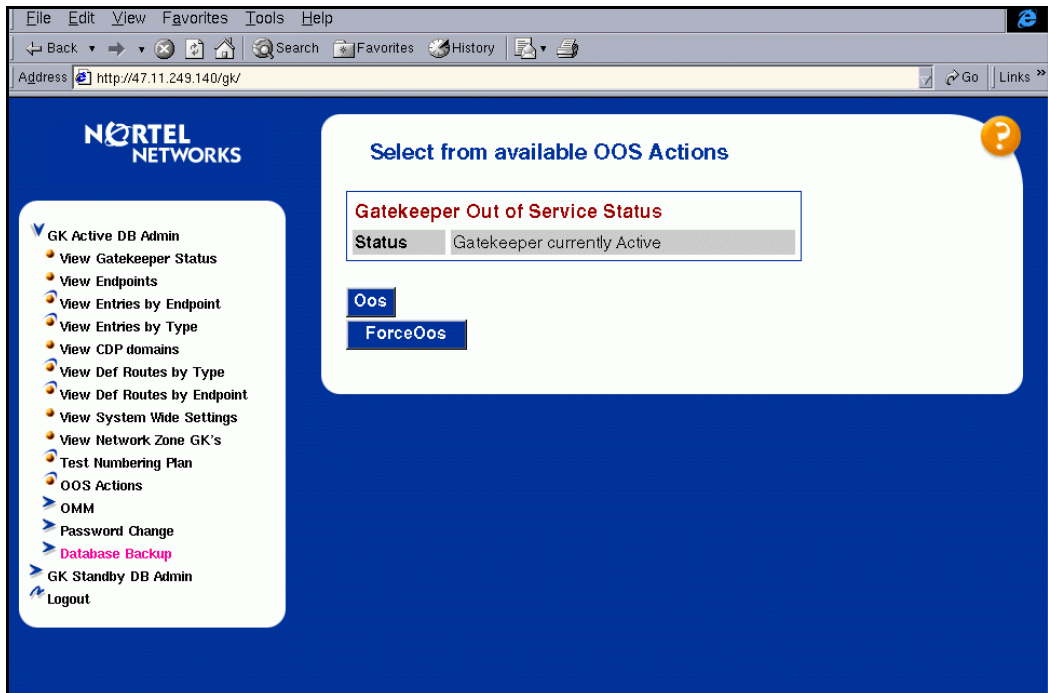 File Edit View Favorites Tools Help
Back Search Favorites History
Address http://47.11.249.140/gk/ Go Links »
NORTEL
NETWORKS
Select from available OOS Actions
?
Gatekeeper Out of Service Status
Status Gatekeeper currently Active
Oos
ForceOos
GK Active DB Admin
View Gatekeeper Status
View Endpoints
View Entries by Endpoint
View Entries by Type
View CDP domains
View Def Routes by Type
View Def Routes by Endpoint
View System Wide Settings
View Network Zone GK's
Test Numbering Plan
OOS Actions
OMM
Password Change
Database Backup
GK Standby DB Admin
Logout